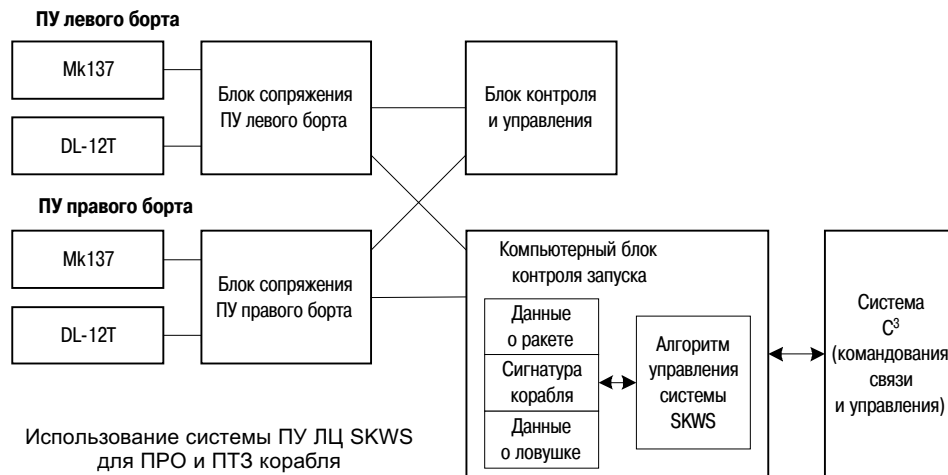 ПУ левого борта
Mk137
DL-12T
Блок сопряжения
ПУ левого борта
Блок контроля
и управления
ПУ правого борта
Mk137
DL-12T
Блок сопряжения
ПУ правого борта
Компьютерный блок
контроля запуска
Данные
о ракете
Сигнатура
корабля
Данные
о ловушке
Алгоритм
управления
системы
SKWS
Система
C³
(командования
связи
и управления)
Использование системы ПУ ЛЦ SKWS
для ПРО и ПТЗ корабля